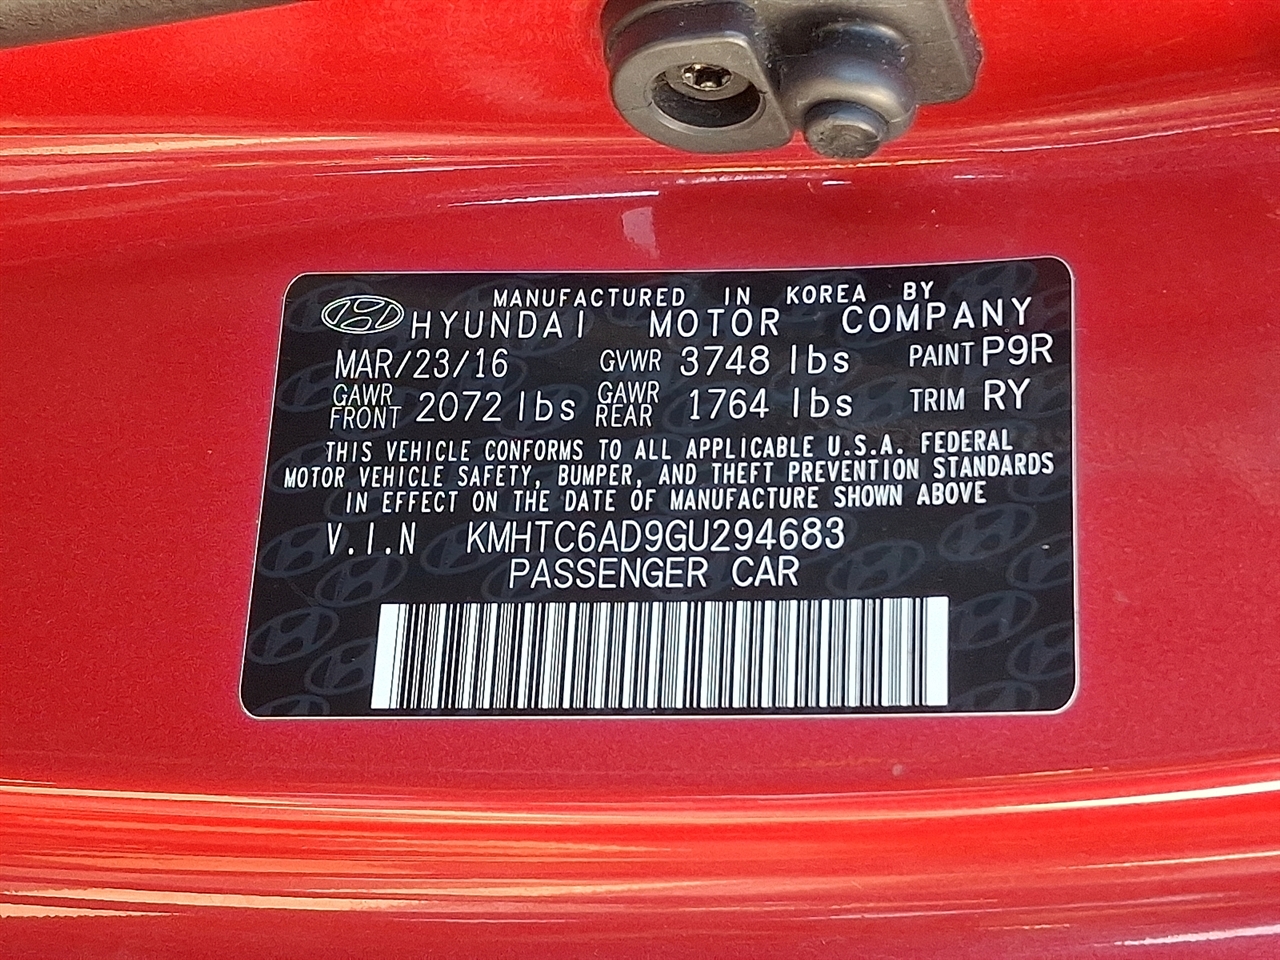 MANUFACTURED IN KOREA BY
HYUNDAI MOTOR COMPANY
MAR/23/16 GVWR 3748 lbs PAINT P9R
GAWR FRONT 2072 lbs GAWR REAR 1764 lbs TRIM RY
THIS VEHICLE CONFORMS TO ALL APPLICABLE U.S.A. FEDERAL
MOTOR VEHICLE SAFETY, BUMPER, AND THEFT PREVENTION STANDARDS
IN EFFECT ON THE DATE OF MANUFACTURE SHOWN ABOVE
V.I.N KMHTC6AD9GU294683
PASSENGER CAR